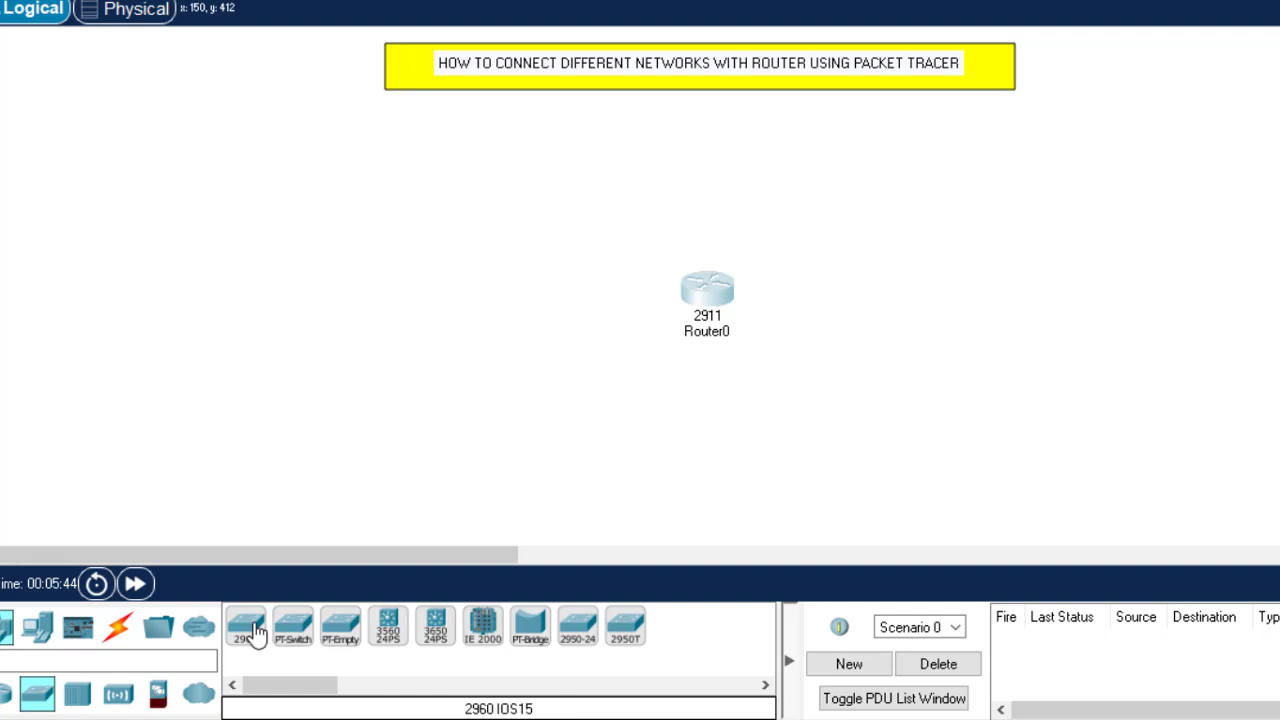 Logical
Physical
x: 150, y: 412
HOW TO CONNECT DIFFERENT NETWORKS WITH ROUTER USING PACKET TRACER
2911
Router0
ime: 00:05:44
PT-Switch
PT-Empty
3560
24PS
3650
24PS
IE 2000
PT-Bridge
2950-24
2950T
2960 IOS15
Scenario 0
New
Delete
Toggle PDU List Window
Fire
Last Status
Source
Destination
Typ